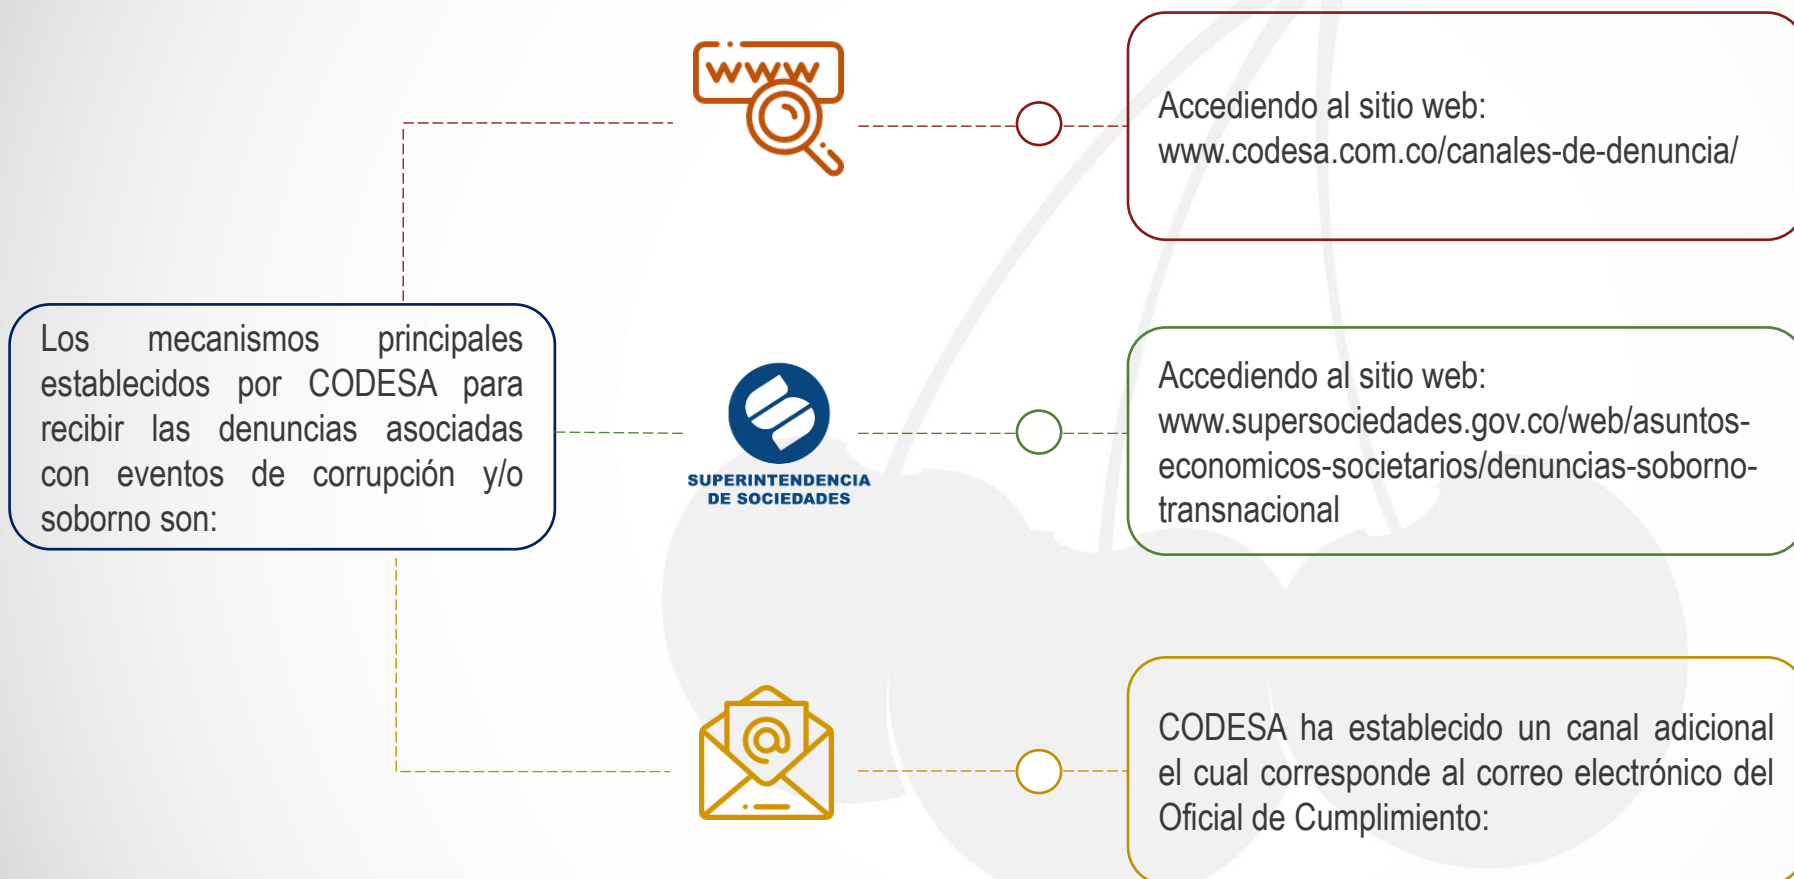 www
Accediendo al sitio web:
www.codesa.com.co/canales-de-denuncia/
Los mecanismos principales
establecidos por CODESA para
recibir las denuncias asociadas
con eventos de corrupción y/o
soborno son:
SUPERINTENDENCIA
DE SOCIEDADES
Accediendo al sitio web:
www.supersociedades.gov.co/web/asuntos-
economicos-societarios/denuncias-soborno-
transnacional
@
CODESA ha establecido un canal adicional
el cual corresponde al correo electrónico del
Oficial de Cumplimiento: